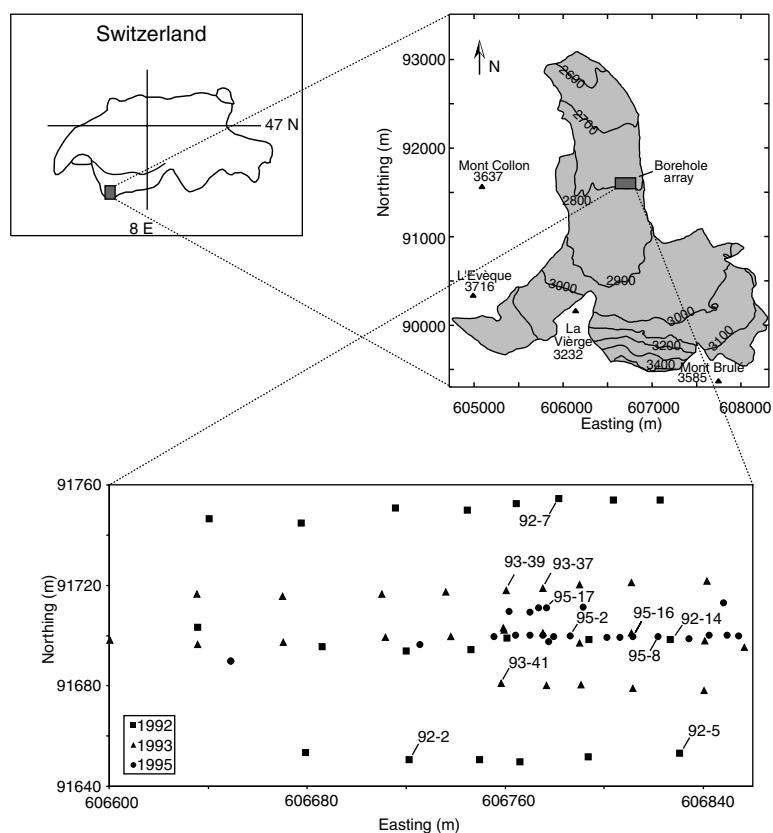 Switzerland
47 N
8 E
93000
92000
91000
90000
Northing (m)
N
2600
2700
Mont Collon
3637
Borehole
array
2800
L'Evèque
3716
3000
2900
3000
3100
La
Vièrge
3232
3200
3400
Mont Brule
3585
605000 606000 607000 608000
Easting (m)
91760
91720
91680
91640
Northing (m)
92-7
93-39
93-37
95-17
95-2
95-16
92-14
95-8
93-41
92-2
92-5
1992
1993
1995
606600 606680 606760 606840
Easting (m)